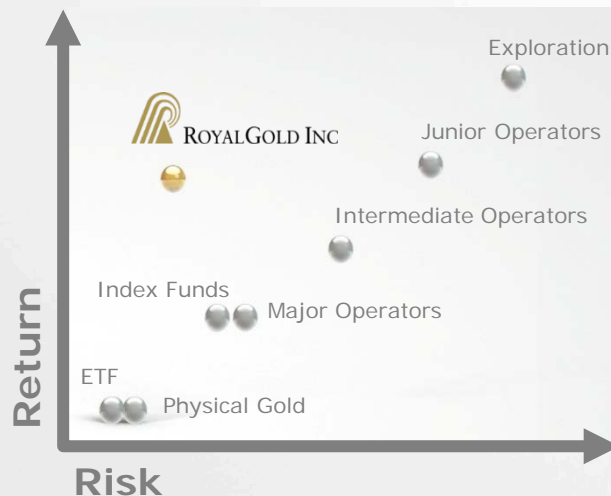 Exploration
ROYALGOLD INC
Junior Operators
Intermediate Operators
Index Funds
Major Operators
ETF
Physical Gold
Return
Risk